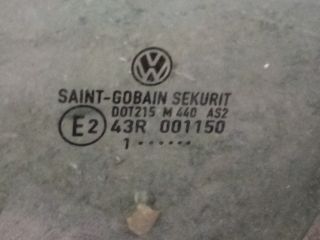 SAINT-GOBAIN SEKURIT
DOT215 M 440 AS2
E2 43R 001150
1 ·······